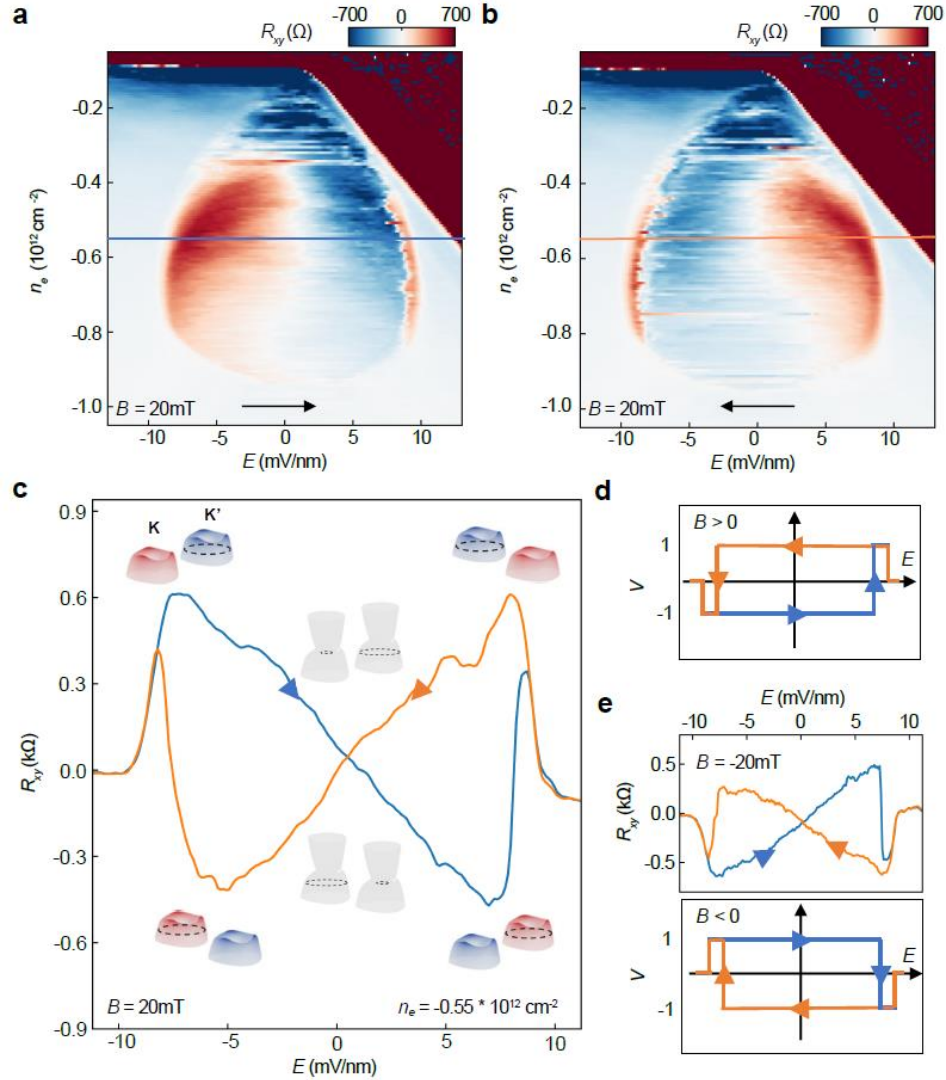 a
-700 0 700
Rxy (Ω)
-0.2
-0.4
-0.6
-0.8
-1.0
ne (10¹² cm⁻²)
B = 20mT
-10 -5 0 5 10
E (mV/nm)
b
-700 0 700
Rxy (Ω)
-0.2
-0.4
-0.6
-0.8
-1.0
ne (10¹² cm⁻²)
B = 20mT
-10 -5 0 5 10
E (mV/nm)
c
0.9
0.6
0.3
0.0
-0.3
-0.6
-0.9
Rxy (kΩ)
K K'
B = 20mT
ne = -0.55 * 10¹² cm⁻²
-10 -5 0 5 10
E (mV/nm)
d
B > 0
E
1
-1
V
e
E (mV/nm)
-10 -5 0 5 10
B = -20mT
0.5
0.0
-0.5
Rxy (kΩ)
B < 0
E
1
-1
V